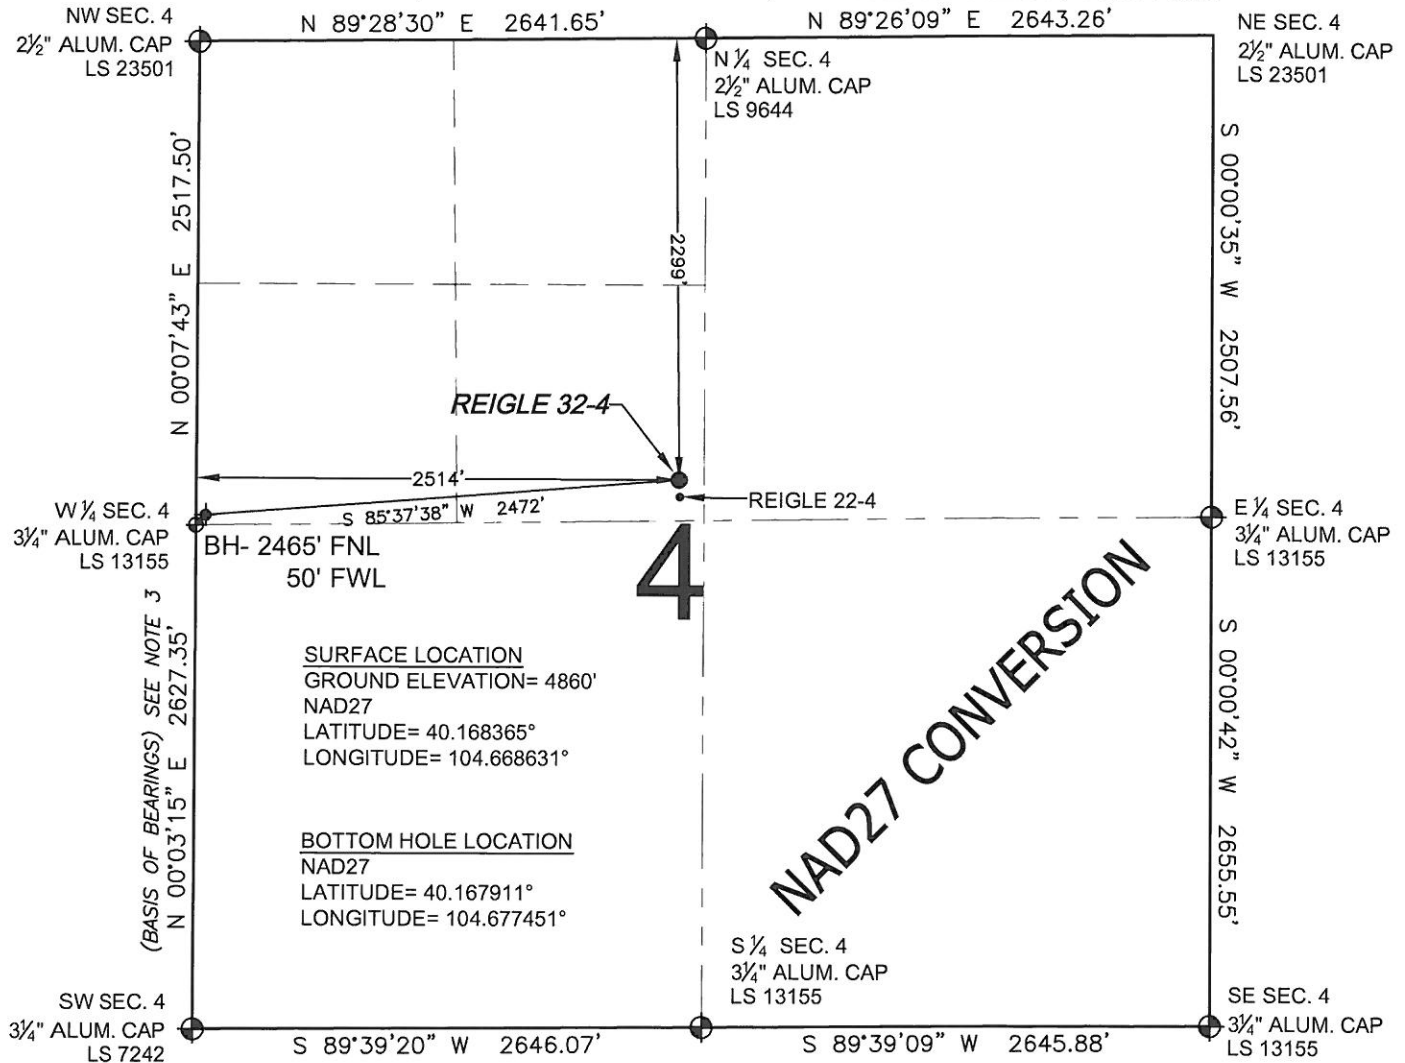 NW SEC. 4
2½" ALUM. CAP
LS 23501
N 89°28'30" E 2641.65'
N 89°26'09" E 2643.26'
NE SEC. 4
2½" ALUM. CAP
LS 23501
N ¼ SEC. 4
2½" ALUM. CAP
LS 9644
N 00°07'43" E 2517.50'
2299'
S 00°00'35" W 2507.56'
REIGLE 32-4
2514'
S 85°37'38" W 2472'
REIGLE 22-4
W ¼ SEC. 4
3¼" ALUM. CAP
LS 13155
BH- 2465' FNL
50' FWL
4
E ¼ SEC. 4
3¼" ALUM. CAP
LS 13155
(BASIS OF BEARINGS) SEE NOTE 3
N 00°03'15" E 2627.35'
SURFACE LOCATION
GROUND ELEVATION= 4860'
NAD27
LATITUDE= 40.168365°
LONGITUDE= 104.668631°
BOTTOM HOLE LOCATION
NAD27
LATITUDE= 40.167911°
LONGITUDE= 104.677451°
NAD27 CONVERSION
S 00°00'42" W 2655.55'
S ¼ SEC. 4
3¼" ALUM. CAP
LS 13155
SW SEC. 4
3¼" ALUM. CAP
LS 7242
S 89°39'20" W 2646.07'
S 89°39'09" W 2645.88'
SE SEC. 4
3¼" ALUM. CAP
LS 13155